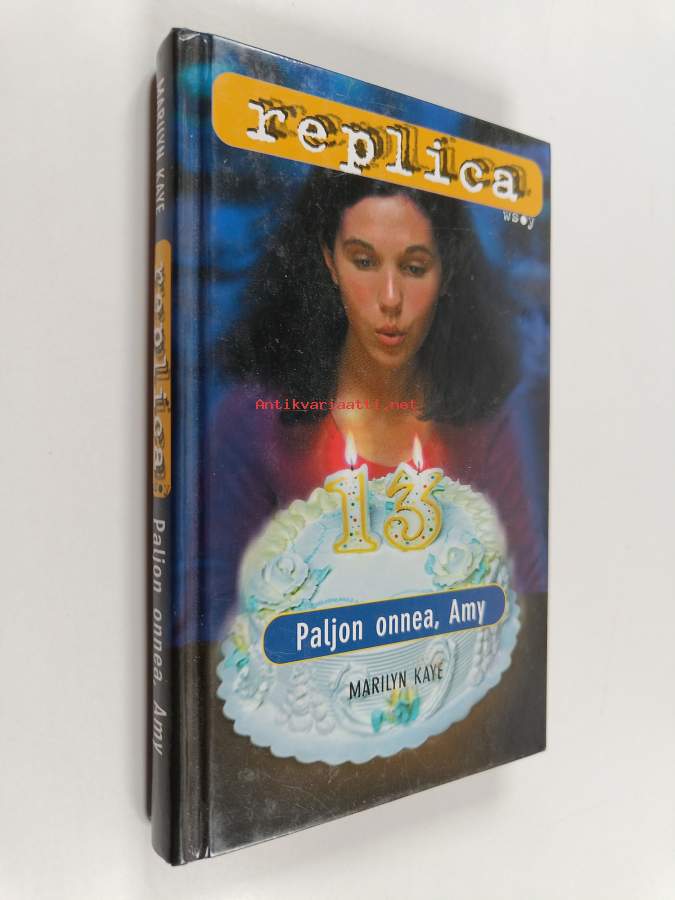 replica
wsoy
Antikvariaatti.net
13
Paljon onnea, Amy
MARILYN KAYE
MARILYN KAYE
replica
Paljon onnea, Amy